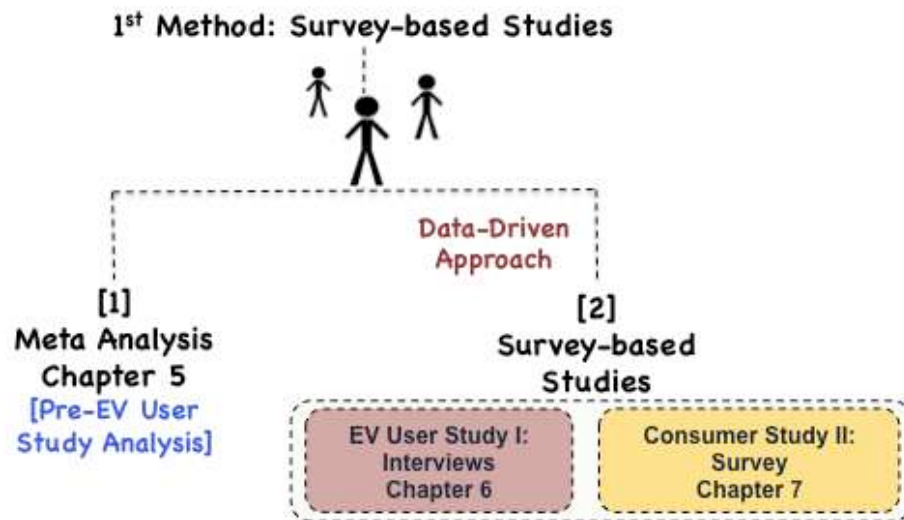 1st Method: Survey-based Studies
Data-Driven
Approach
[1]
Meta Analysis
Chapter 5
[Pre-EV User
Study Analysis]
[2]
Survey-based
Studies
EV User Study I:
Interviews
Chapter 6
Consumer Study II:
Survey
Chapter 7